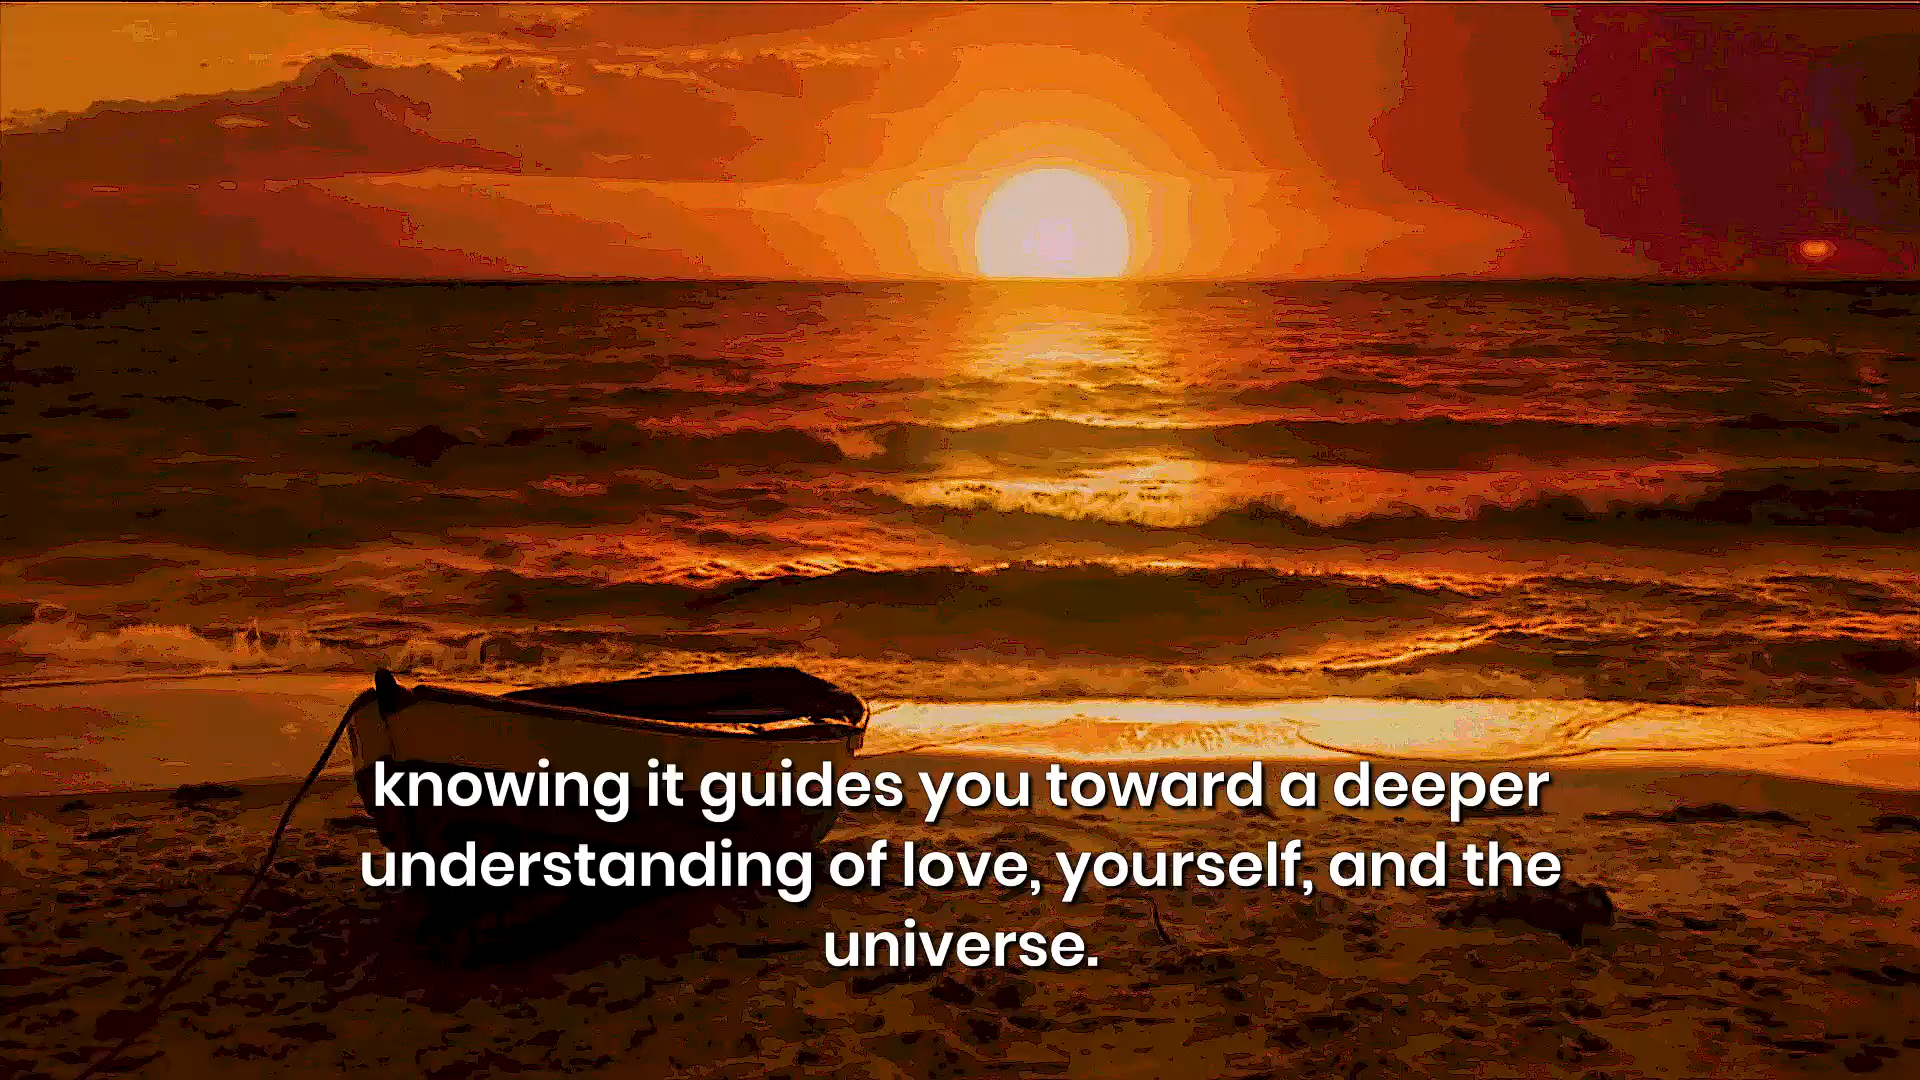 knowing it guides you toward a deeper
understanding of love, yourself, and the
universe.